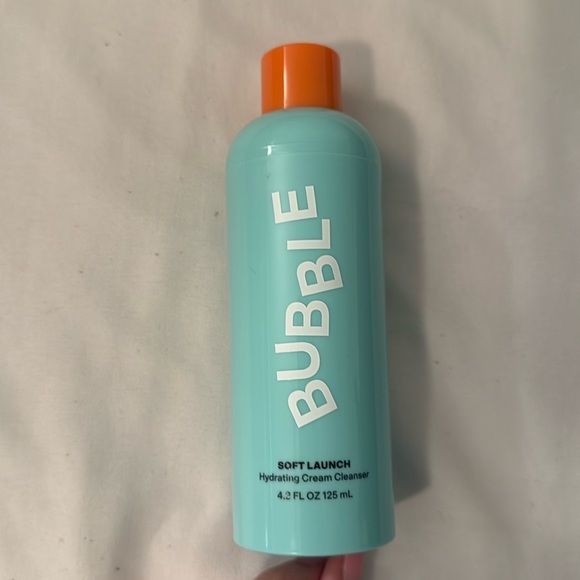 BUBBLE
SOFT LAUNCH
Hydrating Cream Cleanser
4.2 FL OZ 125 mL